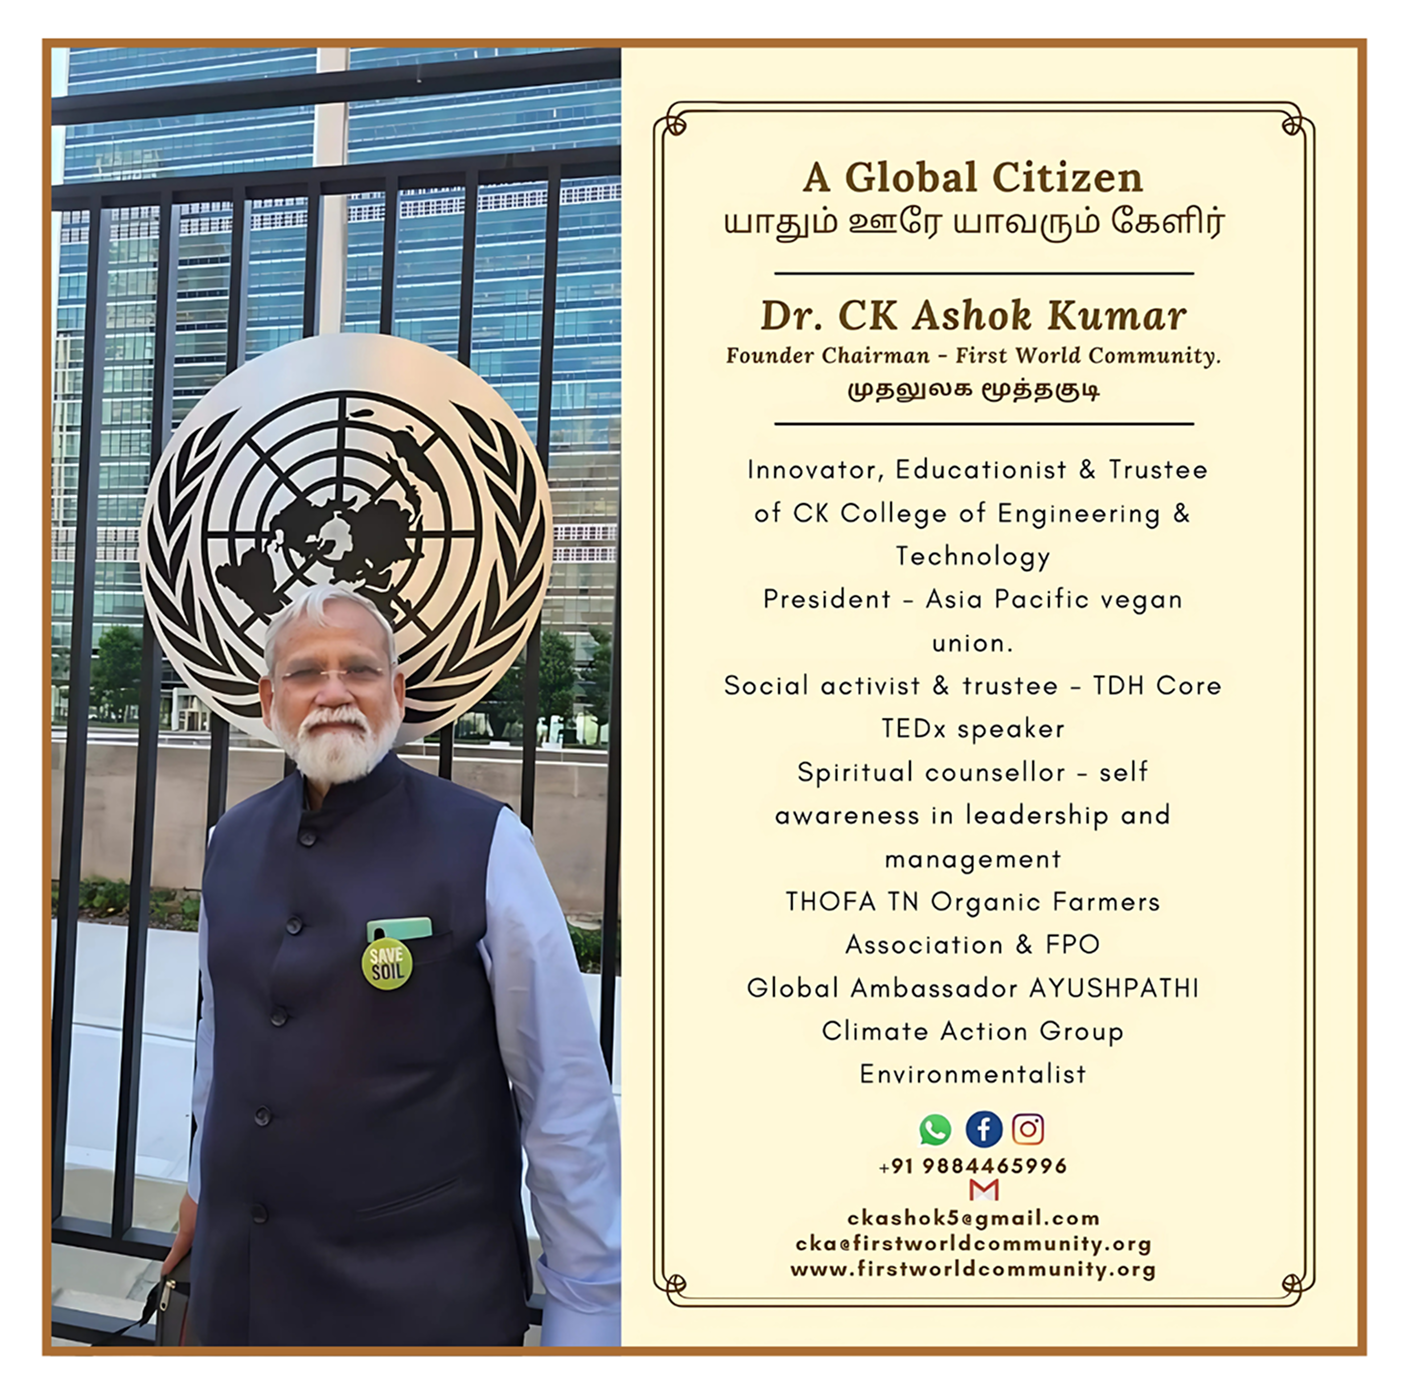 SAVE
SOIL
A Global Citizen
யாதும் ஊரே யாவரும் கேளிர்
Dr. CK Ashok Kumar
Founder Chairman - First World Community.
முதலுலக மூத்தகுடி
Innovator, Educationist & Trustee
of CK College of Engineering &
Technology
President - Asia Pacific vegan
union.
Social activist & trustee - TDH Core
TEDx speaker
Spiritual counsellor - self
awareness in leadership and
management
THOFA TN Organic Farmers
Association & FPO
Global Ambassador AYUSHPATHI
Climate Action Group
Environmentalist
+91 9884465996
ckashok5@gmail.com
cka@firstworldcommunity.org
www.firstworldcommunity.org